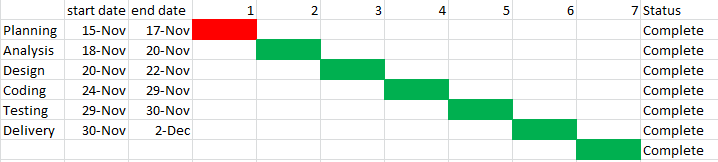 start date end date 1 2 3 4 5 6 7 Status
Planning 15-Nov 17-Nov Complete
Analysis 18-Nov 20-Nov Complete
Design 20-Nov 22-Nov Complete
Coding 24-Nov 29-Nov Complete
Testing 29-Nov 30-Nov Complete
Delivery 30-Nov 2-Dec Complete
Complete